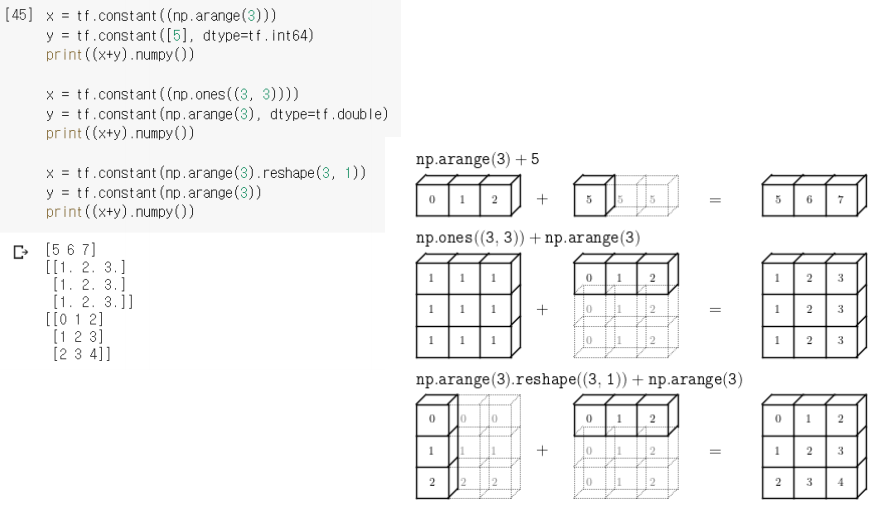 [45] x = tf.constant((np.arange(3)))
y = tf.constant([5], dtype=tf.int64)
print((x+y).numpy())
x = tf.constant((np.ones((3, 3))))
y = tf.constant(np.arange(3), dtype=tf.double)
print((x+y).numpy())
x = tf.constant(np.arange(3).reshape(3, 1))
y = tf.constant(np.arange(3))
print((x+y).numpy())
[5 6 7]
[[1. 2. 3.]
[1. 2. 3.]
[1. 2. 3.]]
[[0 1 2]
[1 2 3]
[2 3 4]]
np.arange(3) + 5
0 1 2 + 5 5 5 = 5 6 7
np.ones((3, 3)) + np.arange(3)
1 1 1 0 1 2 1 2 3
1 1 1 + 0 1 2 = 1 2 3
1 1 1 0 1 2 1 2 3
np.arange(3).reshape((3, 1)) + np.arange(3)
0 0 0 0 1 2 0 1 2
1 1 1 + 0 1 2 = 1 2 3
2 2 2 0 1 2 2 3 4